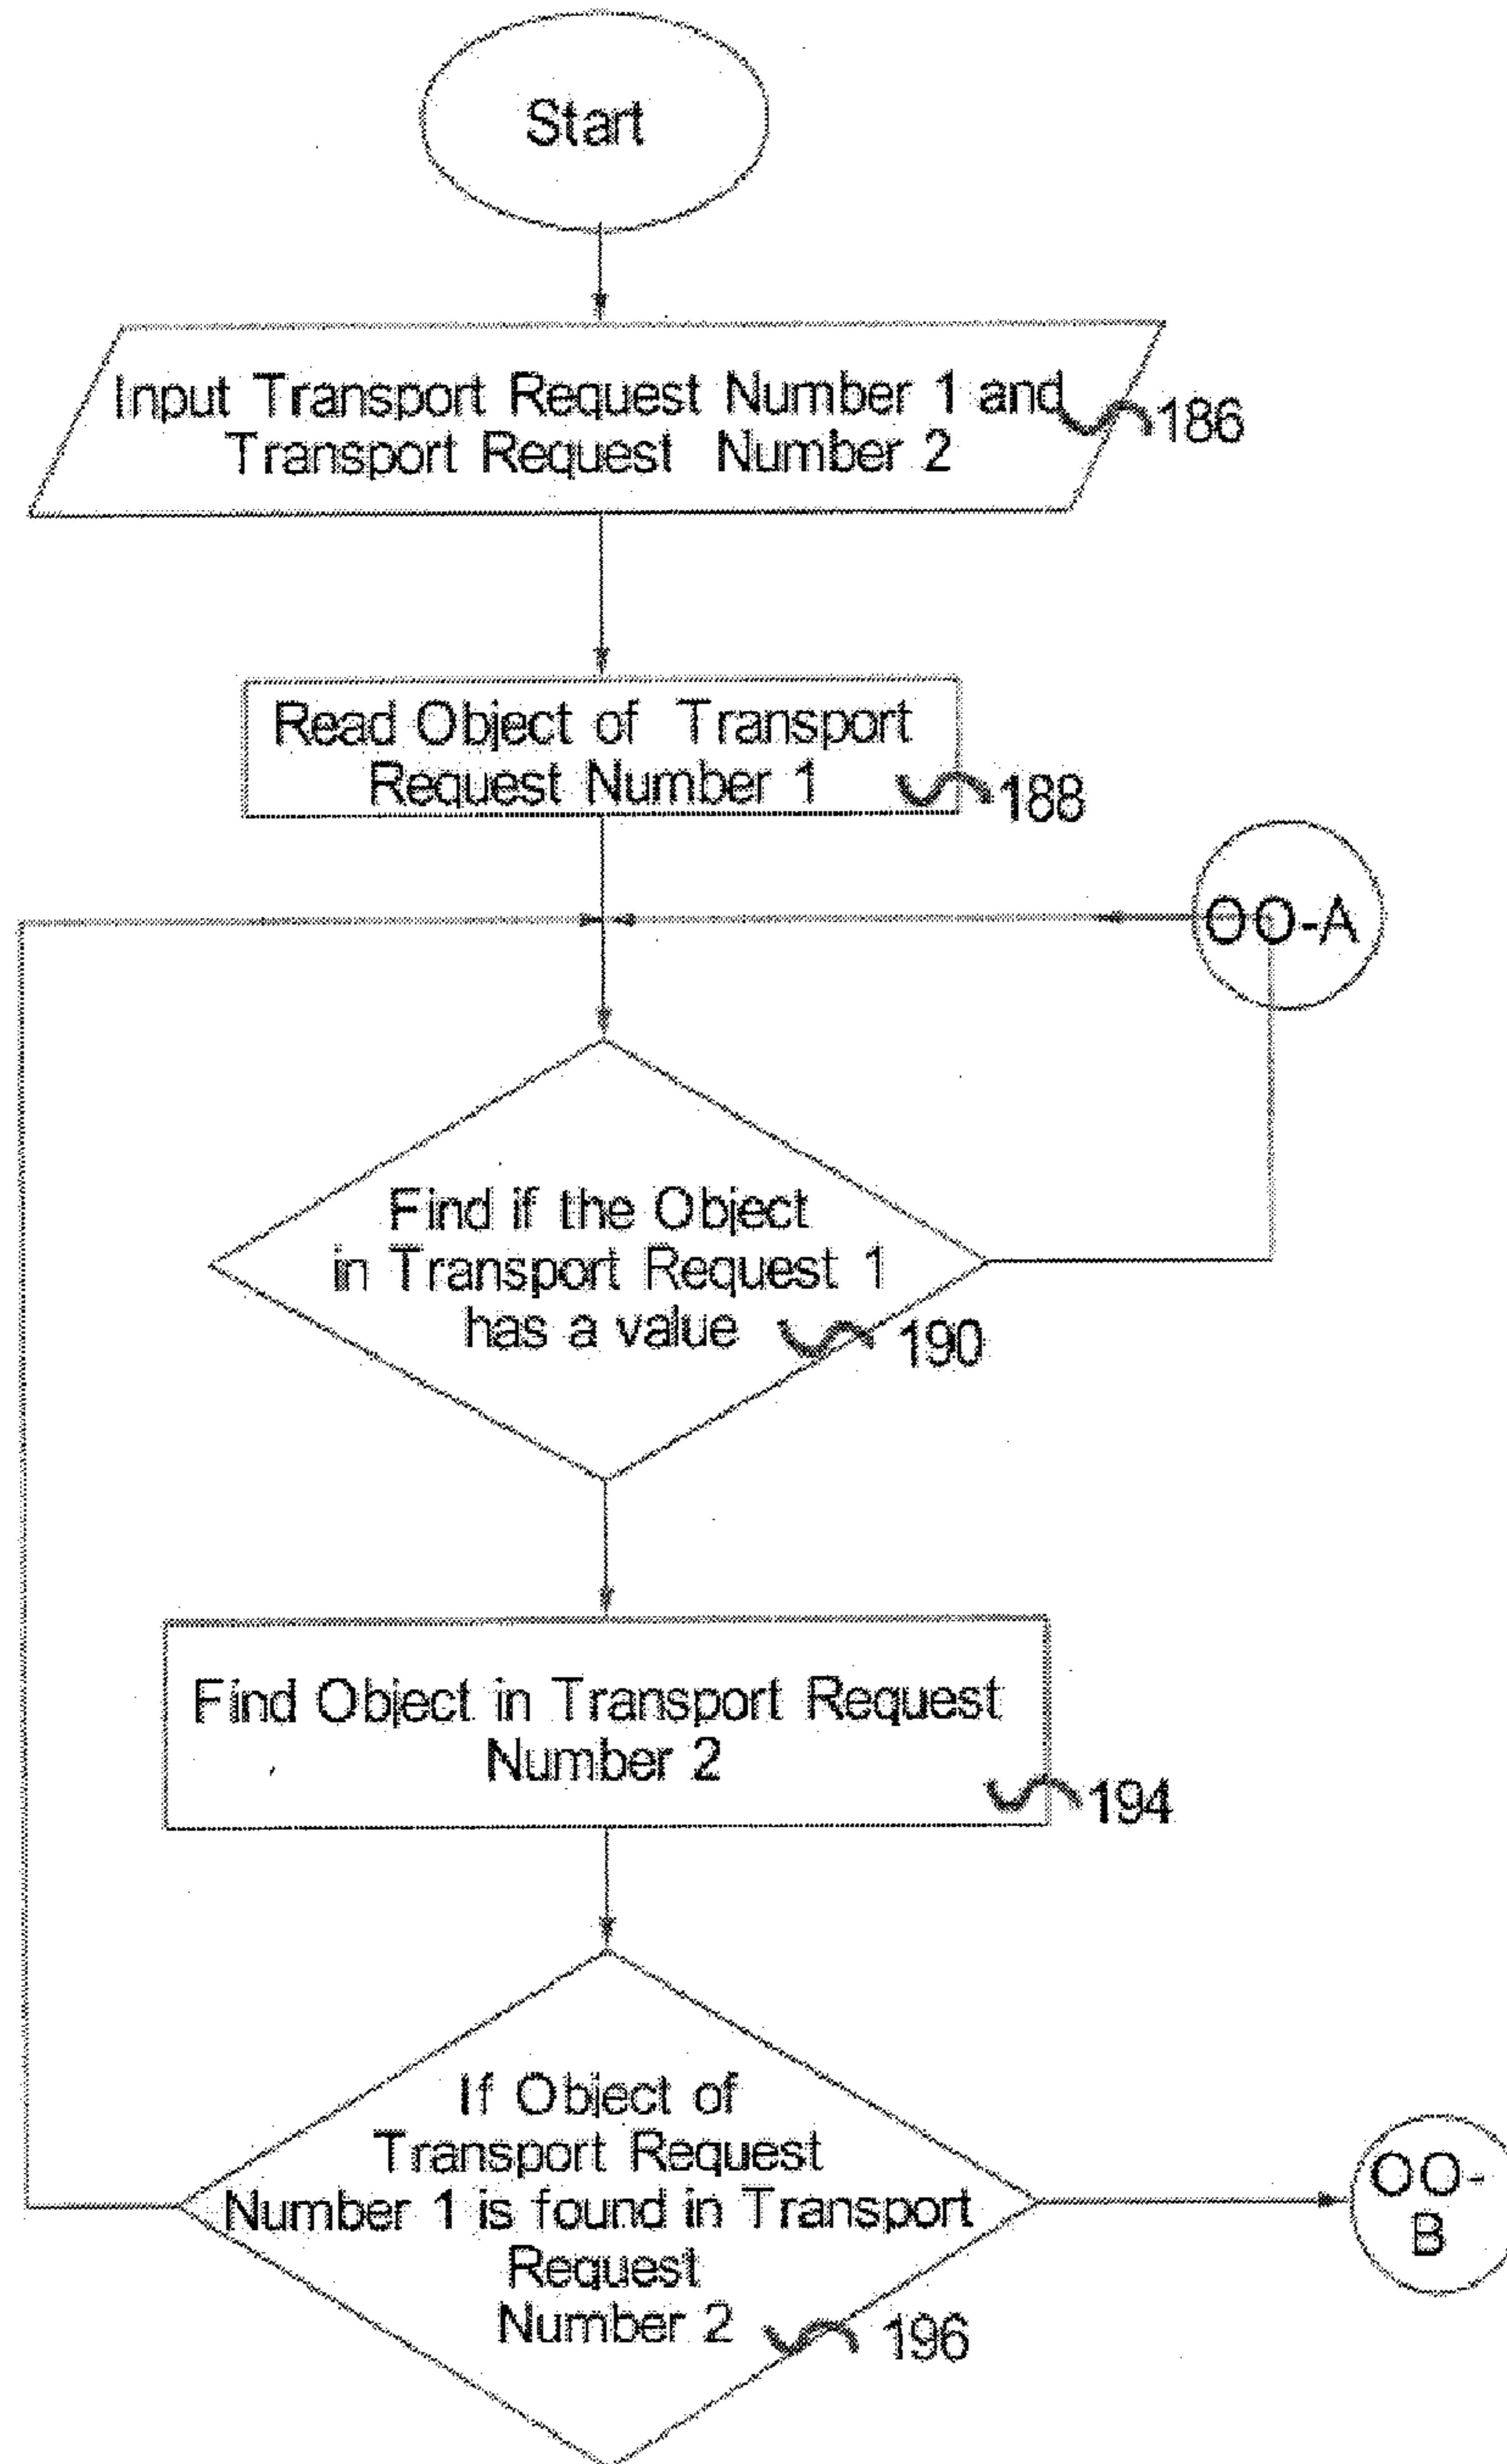 Start
Input Transport Request Number 1 and
Transport Request Number 2
186
Read Object of Transport
Request Number 1
188
OO-A
Find if the Object
in Transport Request 1
has a value
190
Find Object in Transport Request
Number 2
194
If Object of
Transport Request
Number 1 is found in Transport
Request
Number 2
196
OO-
B